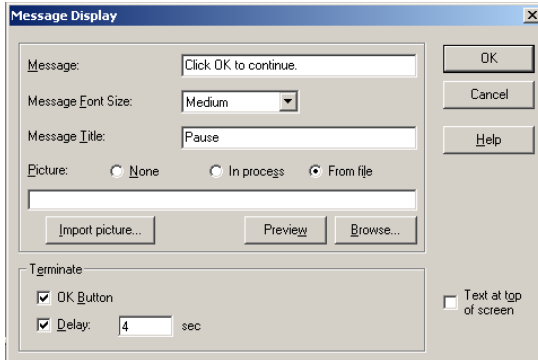 Message Display
Message: Click OK to continue.
OK
Message Font Size: Medium
Cancel
Message Title: Pause
Help
Picture: None In process From file
Import picture... Preview Browse...
Terminate
OK Button
Text at top
of screen
Delay: 4 sec